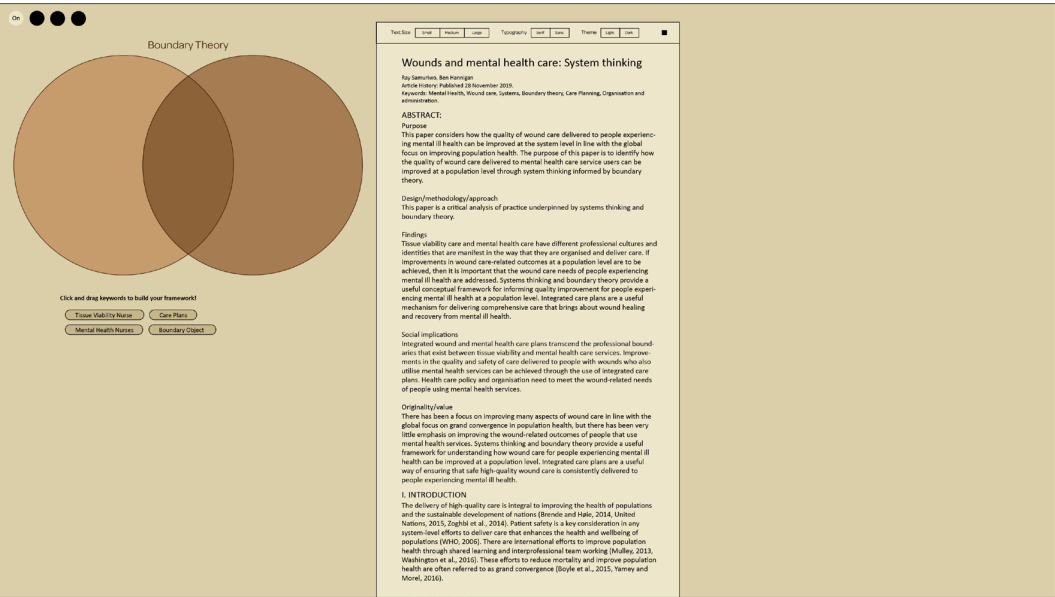 On
Boundary Theory
Click and drag keywords to build your framework!
Tissue Viability Nurse
Care Plans
Mental Health Nurses
Boundary Object
Text Size
Small
Medium
Large
Typography
Serif
Sans
Theme
Light
Dark
Wounds and mental health care: System thinking
Ray Samuriwo, Ben Hannigan
Article History: Published 28 November 2019.
Keywords: Mental Health, Wound care, Systems, Boundary theory, Care Planning, Organisation and
administration.
ABSTRACT:
Purpose
This paper considers how the quality of wound care delivered to people experienc-
ing mental ill health can be improved at the system level in line with the global
focus on improving population health. The purpose of this paper is to identify how
the quality of wound care delivered to mental health care service users can be
improved at a population level through system thinking informed by boundary
theory.
Design/methodology/approach
This paper is a critical analysis of practice underpinned by systems thinking and
boundary theory.
Findings
Tissue viability care and mental health care have different professional cultures and
identities that are manifest in the way that they are organised and deliver care. If
improvements in wound care-related outcomes at a population level are to be
achieved, then it is important that the wound care needs of people experiencing
mental ill health are addressed. Systems thinking and boundary theory provide a
useful conceptual framework for informing quality improvement for people experi-
encing mental ill health at a population level. Integrated care plans are a useful
mechanism for delivering comprehensive care that brings about wound healing
and recovery from mental ill health.
Social implications
Integrated wound and mental health care plans transcend the professional bound-
aries that exist between tissue viability and mental health care services. Improve-
ments in the quality and safety of care delivered to people with wounds who also
utilise mental health services can be achieved through the use of integrated care
plans. Health care policy and organisation need to meet the wound-related needs
of people using mental health services.
Originality/value
There has been a focus on improving many aspects of wound care in line with the
global focus on grand convergence in population health, but there has been very
little emphasis on improving the wound-related outcomes of people that use
mental health services. Systems thinking and boundary theory provide a useful
framework for understanding how wound care for people experiencing mental ill
health can be improved at a population level. Integrated care plans are a useful
way of ensuring that safe high-quality wound care is consistently delivered to
people experiencing mental ill health.
I. INTRODUCTION
The delivery of high-quality care is integral to improving the health of populations
and the sustainable development of nations (Brende and Høie, 2014, United
Nations, 2015, Zoghbi et al., 2014). Patient safety is a key consideration in any
system-level efforts to deliver care that enhances the health and wellbeing of
populations (WHO, 2006). There are international efforts to improve population
health through shared learning and interprofessional team working (Mulley, 2013,
Washington et al., 2016). These efforts to reduce mortality and improve population
health are often referred to as grand convergence (Boyle et al., 2015, Yamey and
Morel, 2016).